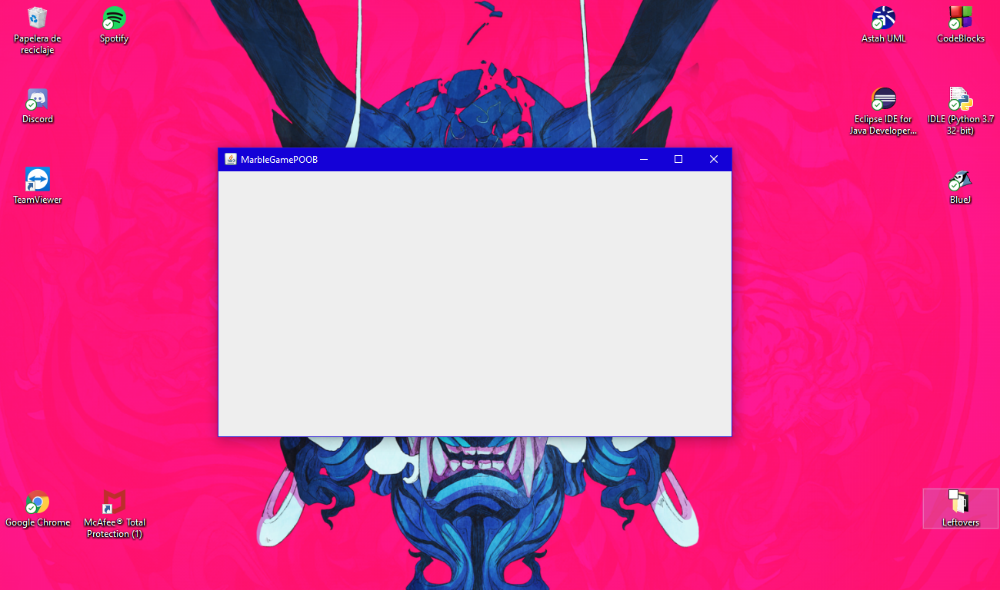 Papelera de
reciclaje
Spotify
Astah UML
CodeBlocks
Discord
Eclipse IDE for
Java Developer...
IDLE (Python 3.7
32-bit)
MarbleGamePOOB
TeamViewer
BlueJ
Google Chrome
McAfee® Total
Protection (1)
Leftovers